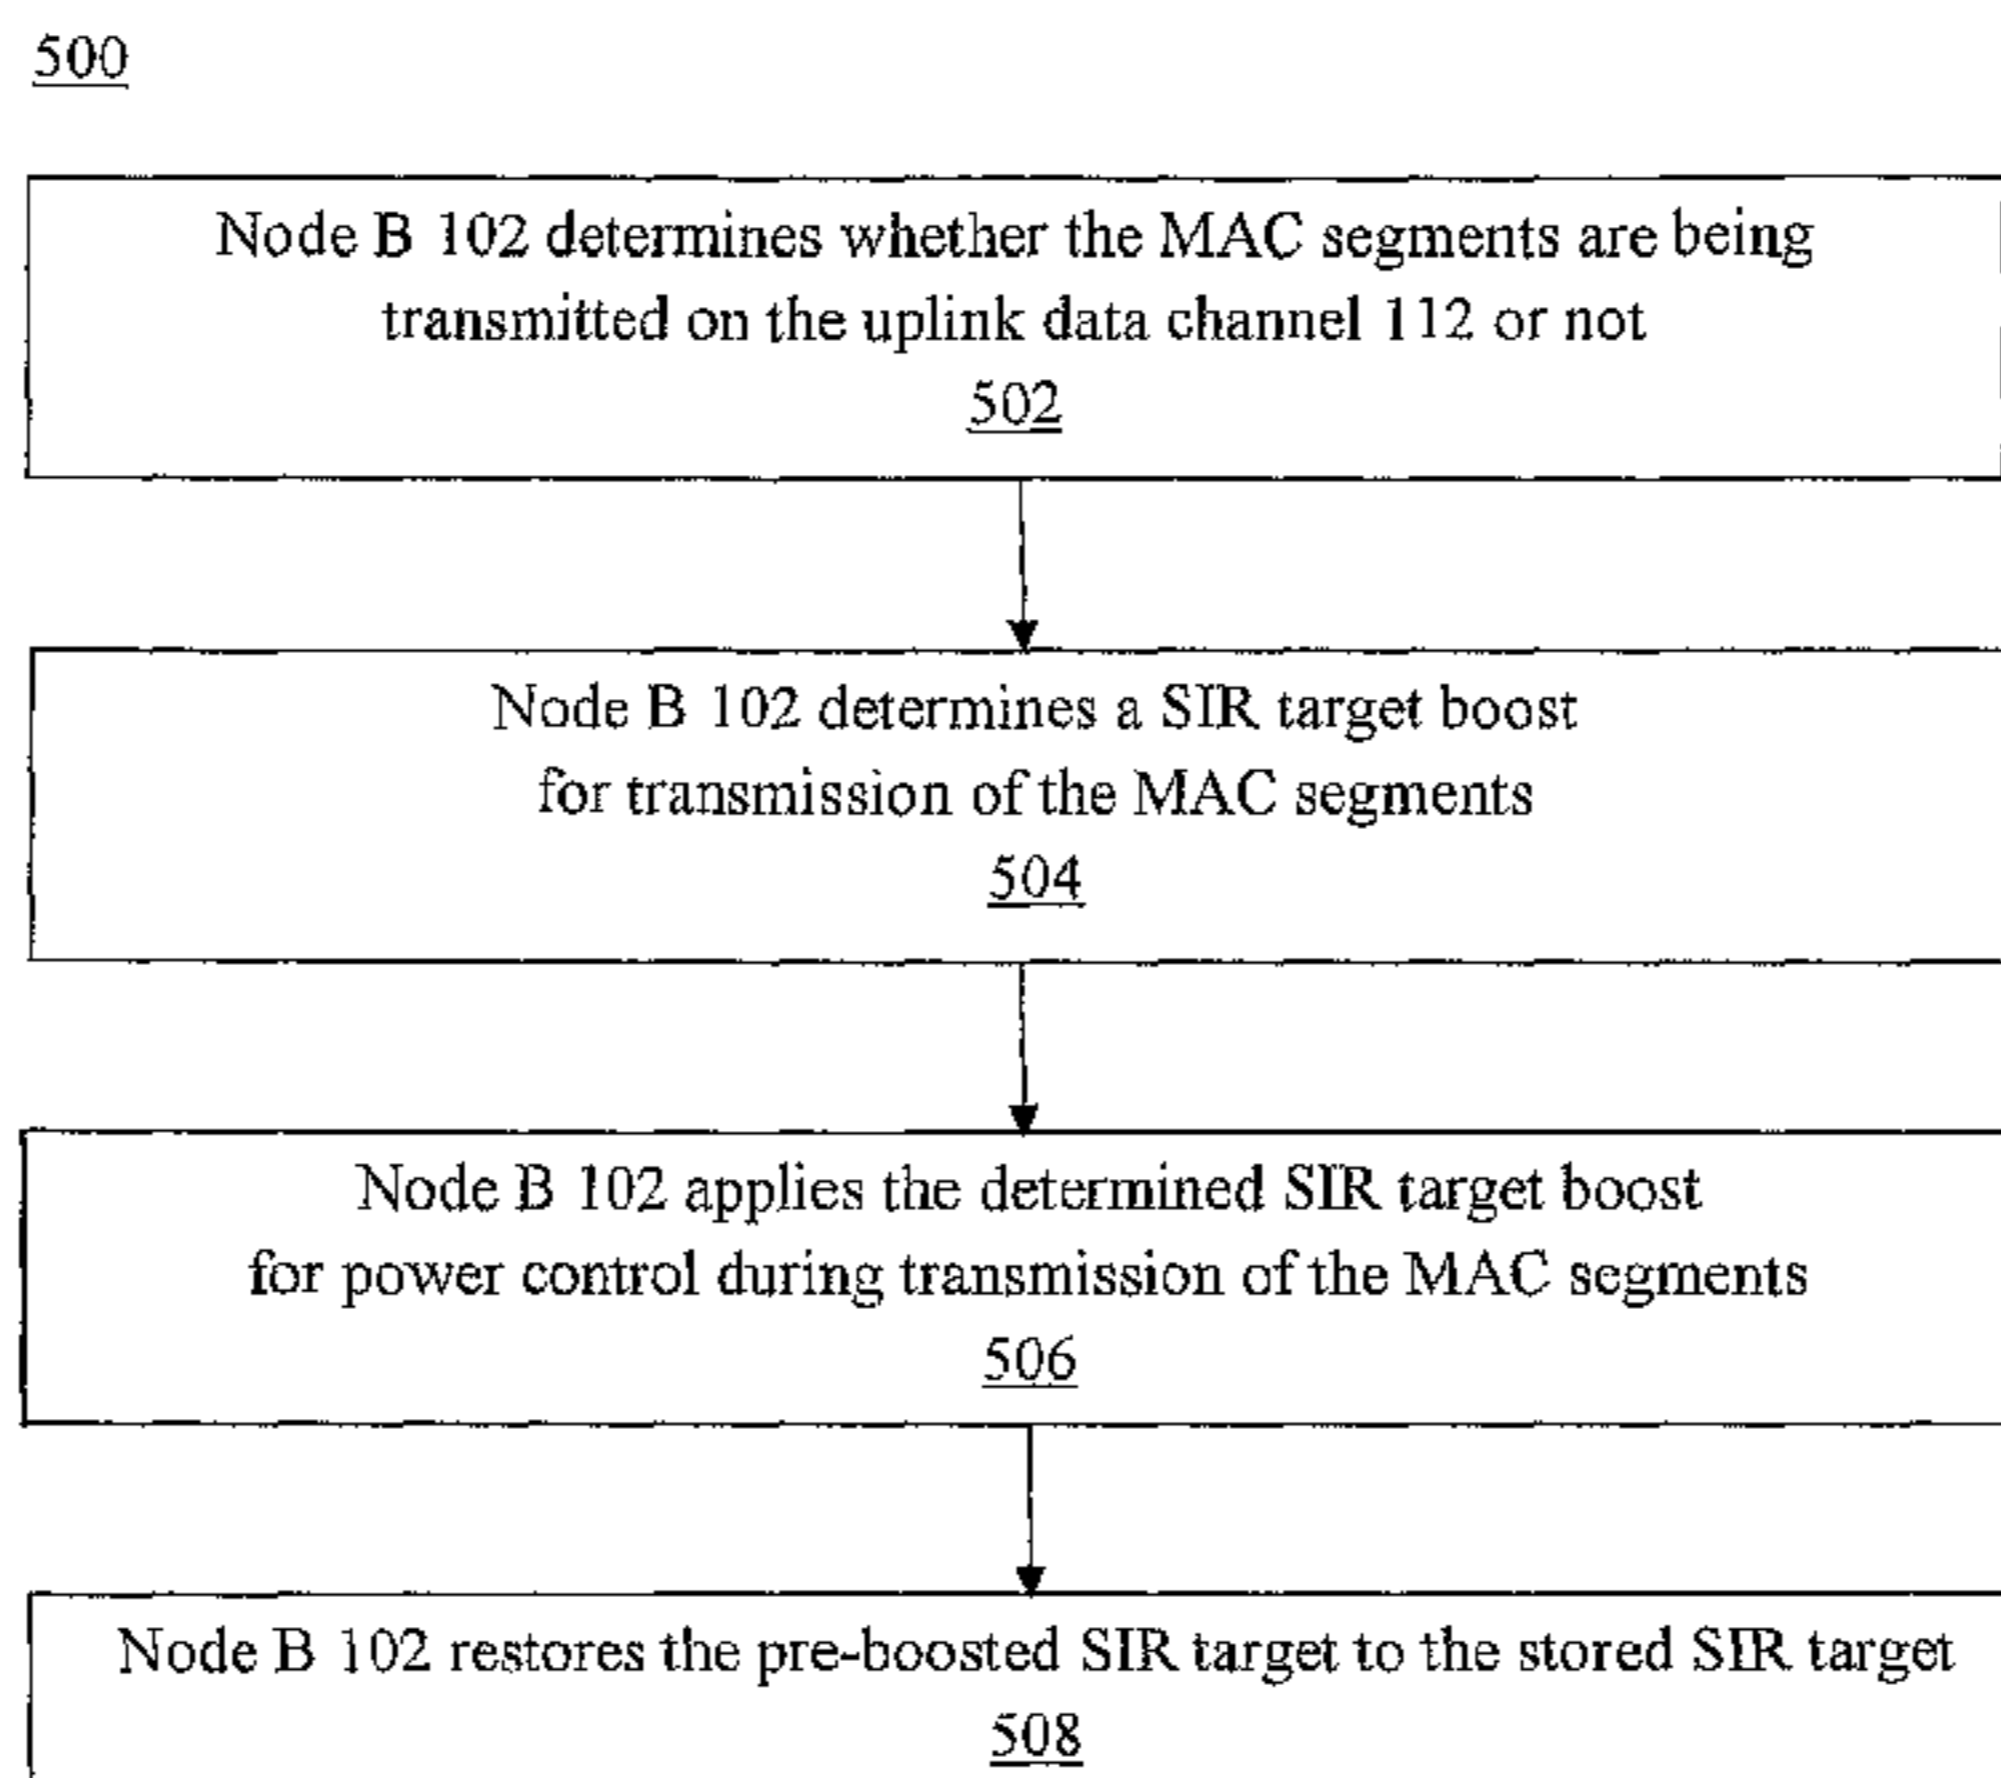 500
Node B 102 determines whether the MAC segments are being
transmitted on the uplink data channel 112 or not
502
Node B 102 determines a SIR target boost
for transmission of the MAC segments
504
Node B 102 applies the determined SIR target boost
for power control during transmission of the MAC segments
506
Node B 102 restores the pre-boosted SIR target to the stored SIR target
508